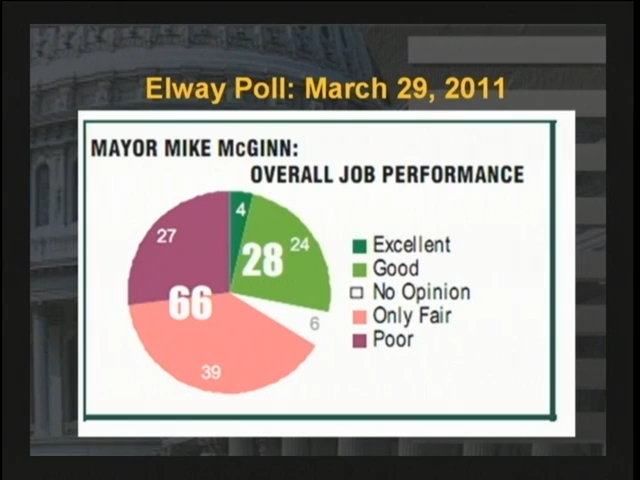 Elway Poll: March 29, 2011
MAYOR MIKE McGINN:
OVERALL JOB PERFORMANCE
4
27
24
28
66
6
39
Excellent
Good
No Opinion
Only Fair
Poor